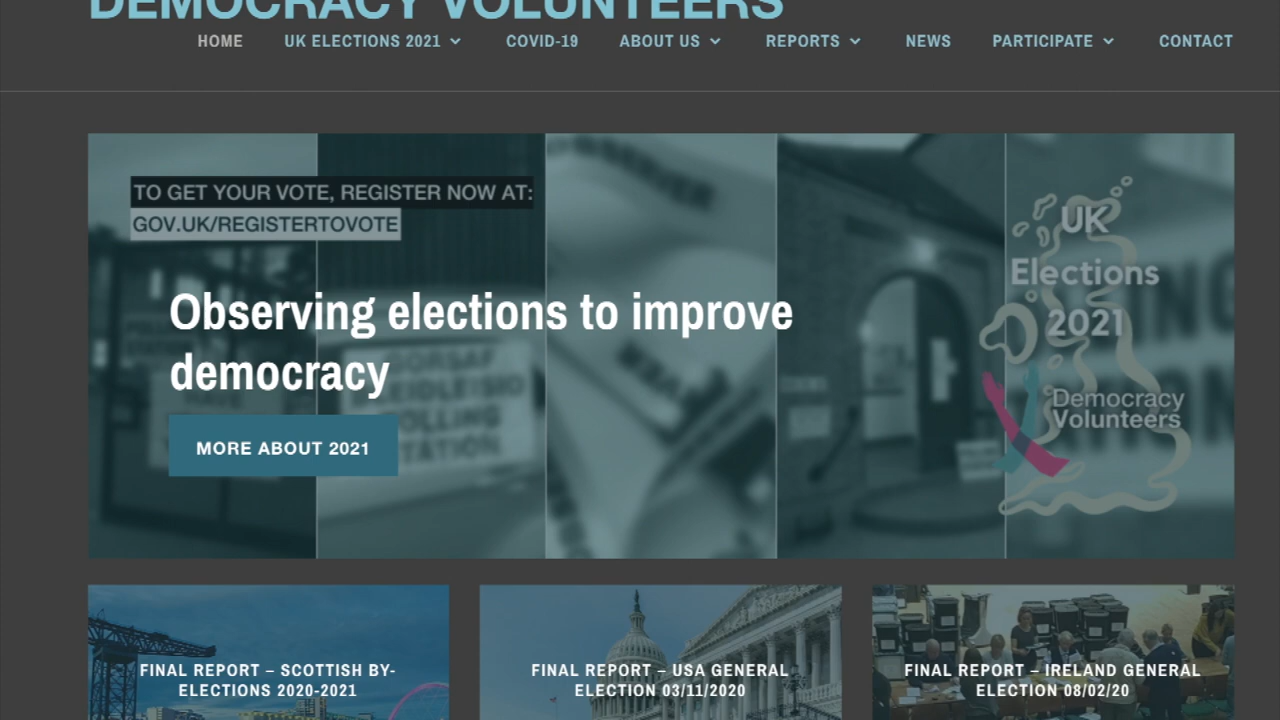 DEMOCRACY VOLUNTEERS
HOME UK ELECTIONS 2021 COVID-19 ABOUT US REPORTS NEWS PARTICIPATE CONTACT
TO GET YOUR VOTE, REGISTER NOW AT:
GOV.UK/REGISTERTOVOTE
UK
Elections
2021
Observing elections to improve
democracy
Democracy
Volunteers
MORE ABOUT 2021
FINAL REPORT – SCOTTISH BY-
ELECTIONS 2020-2021
FINAL REPORT – USA GENERAL
ELECTION 03/11/2020
FINAL REPORT – IRELAND GENERAL
ELECTION 08/02/20